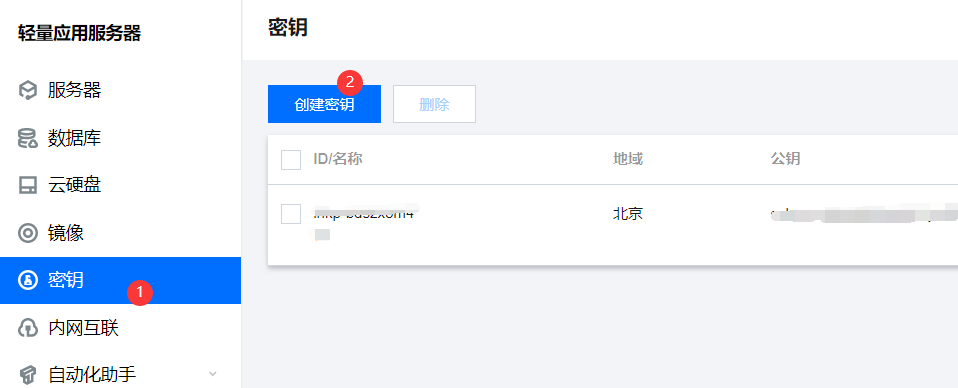 轻量应用服务器
服务器
数据库
云硬盘
镜像
密钥
1
内网互联
自动化助手
密钥
2
创建密钥
删除
ID/名称
地域
公钥
北京